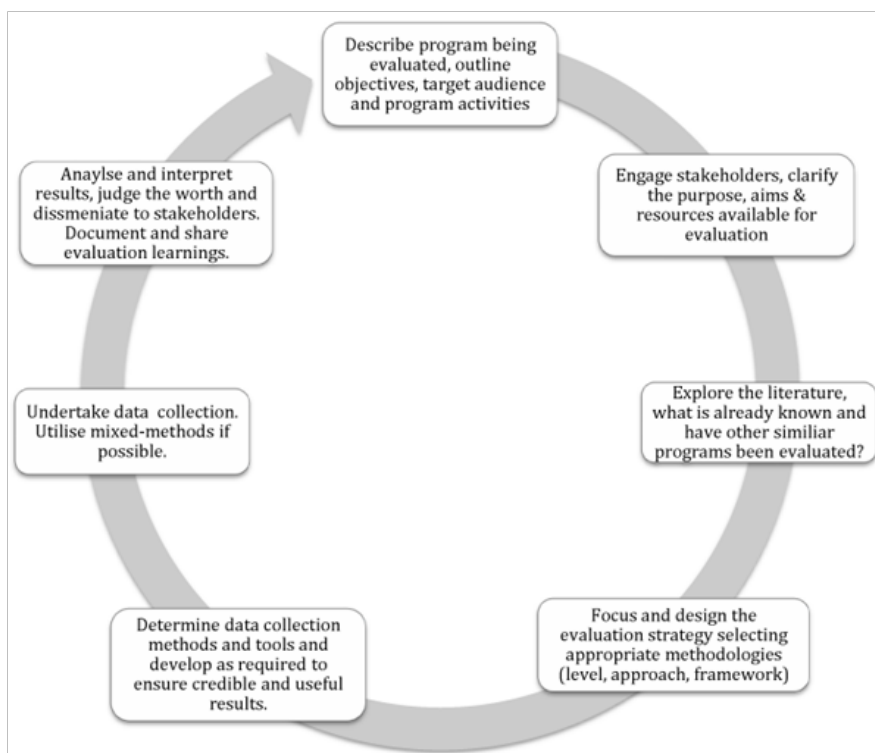 Describe program being
evaluated, outline
objectives, target audience
and program activities
Engage stakeholders, clarify
the purpose, aims &
resources available for
evaluation
Explore the literature,
what is already known and
have other similiar
programs been evaluated?
Focus and design the
evaluation strategy selecting
appropriate methodologies
(level, approach, framework)
Determine data collection
methods and tools and
develop as required to
ensure credible and useful
results.
Undertake data collection.
Utilise mixed-methods if
possible.
Anaylse and interpret
results, judge the worth and
dissmeniate to stakeholders.
Document and share
evaluation learnings.